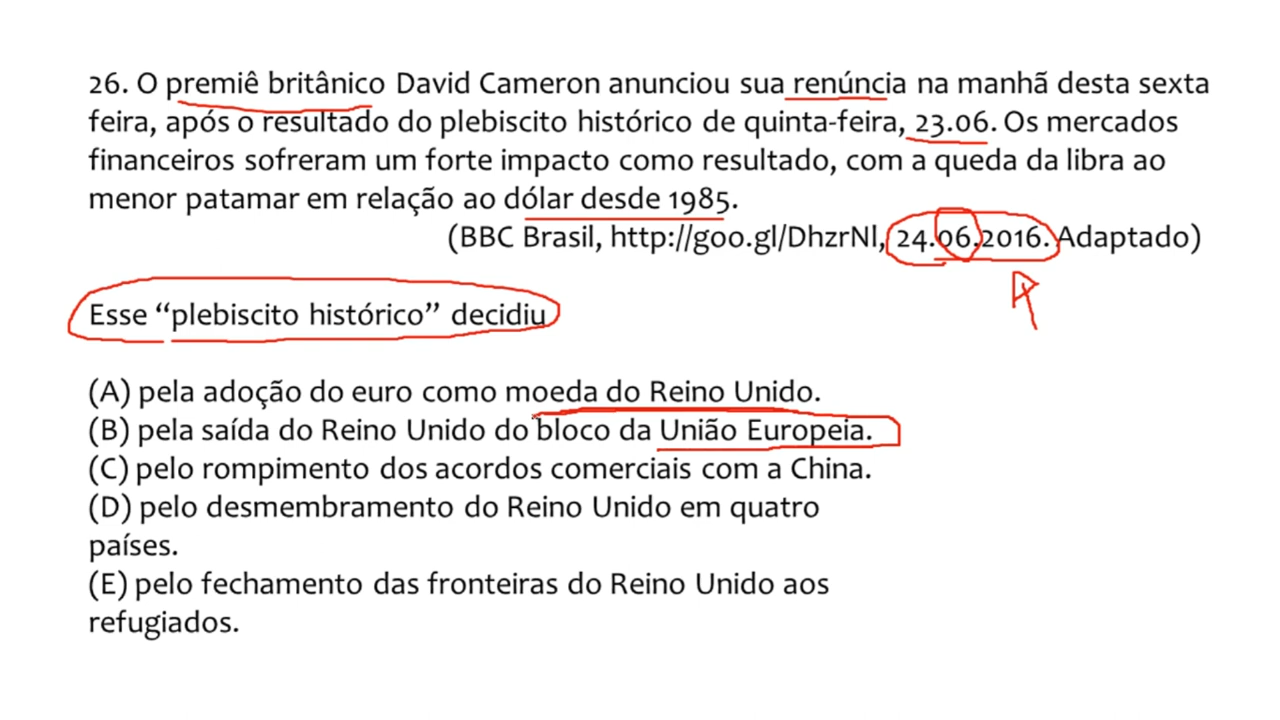 26. O premiê britânico David Cameron anunciou sua renúncia na manhã desta sexta
feira, após o resultado do plebiscito histórico de quinta-feira, 23.06. Os mercados
financeiros sofreram um forte impacto como resultado, com a queda da libra ao
menor patamar em relação ao dólar desde 1985.
(BBC Brasil, http://goo.gl/DhzrNl, 24.06.2016. Adaptado)
Esse “plebiscito histórico” decidiu
(A) pela adoção do euro como moeda do Reino Unido.
(B) pela saída do Reino Unido do bloco da União Europeia.
(C) pelo rompimento dos acordos comerciais com a China.
(D) pelo desmembramento do Reino Unido em quatro
países.
(E) pelo fechamento das fronteiras do Reino Unido aos
refugiados.